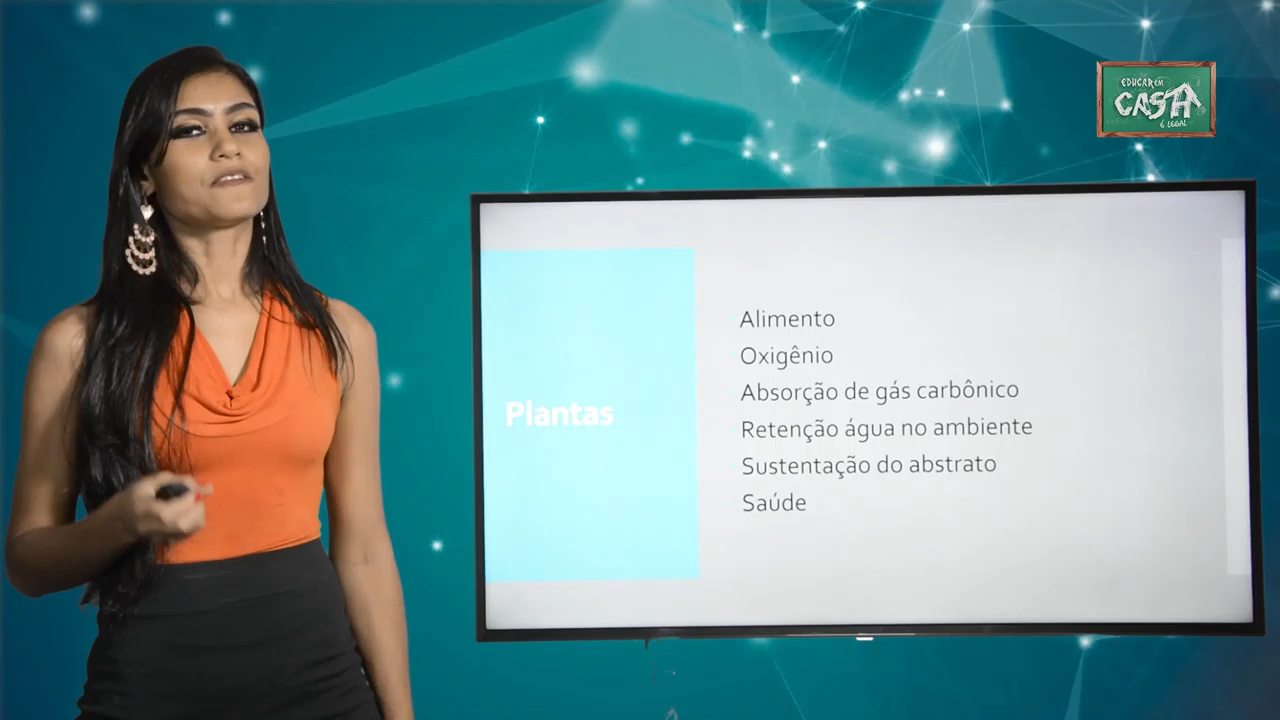 EDUCAR EM
CASA
É LEGAL
Plantas
Alimento
Oxigênio
Absorção de gás carbônico
Retenção água no ambiente
Sustentação do abstrato
Saúde